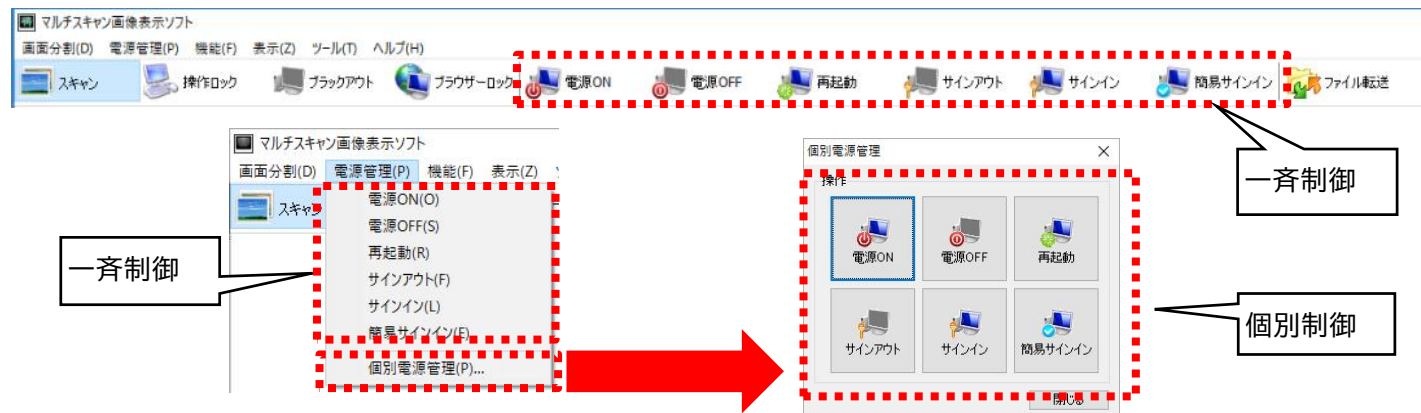 マルチスキャン画像表示ソフト
画面分割(D) 電源管理(P) 機能(F) 表示(Z) ツール(T) ヘルプ(H)
スキャン 操作ロック ブラックアウト ブラウザーロック 電源ON 電源OFF 再起動 サインアウト サインイン 簡易サインイン ファイル転送
一斉制御
マルチスキャン画像表示ソフト
画面分割(D) 電源管理(P) 機能(F) 表示(Z)
スキャン
電源ON(O)
電源OFF(S)
再起動(R)
サインアウト(F)
サインイン(L)
簡易サインイン(E)
個別電源管理(P)...
一斉制御
個別電源管理
操作
電源ON 電源OFF 再起動
サインアウト サインイン 簡易サインイン
閉じる
個別制御